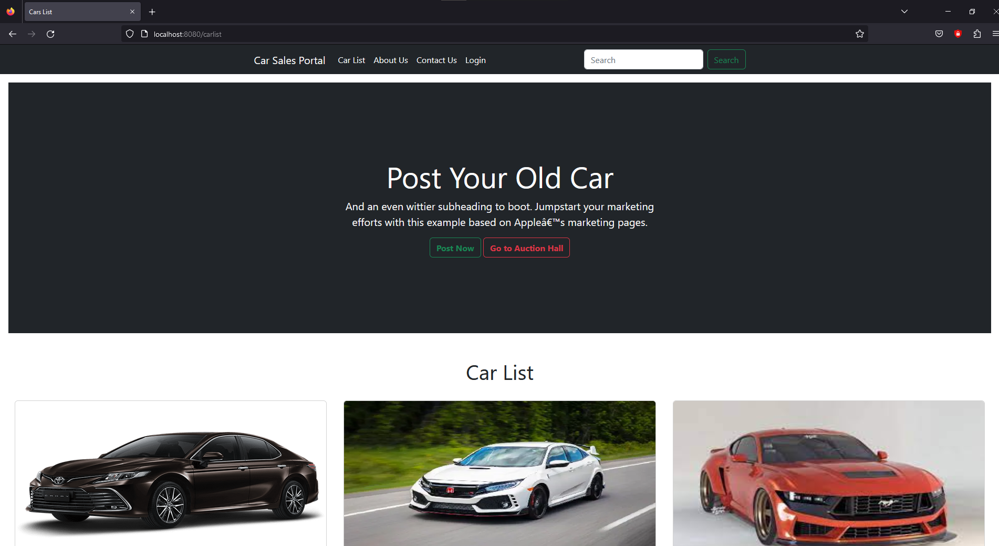 Cars List
localhost:8080/carlist
Car Sales Portal Car List About Us Contact Us Login Search Search
Post Your Old Car
And an even wittier subheading to boot. Jumpstart your marketing
efforts with this example based on Appleâ€™s marketing pages.
Post Now Go to Auction Hall
Car List